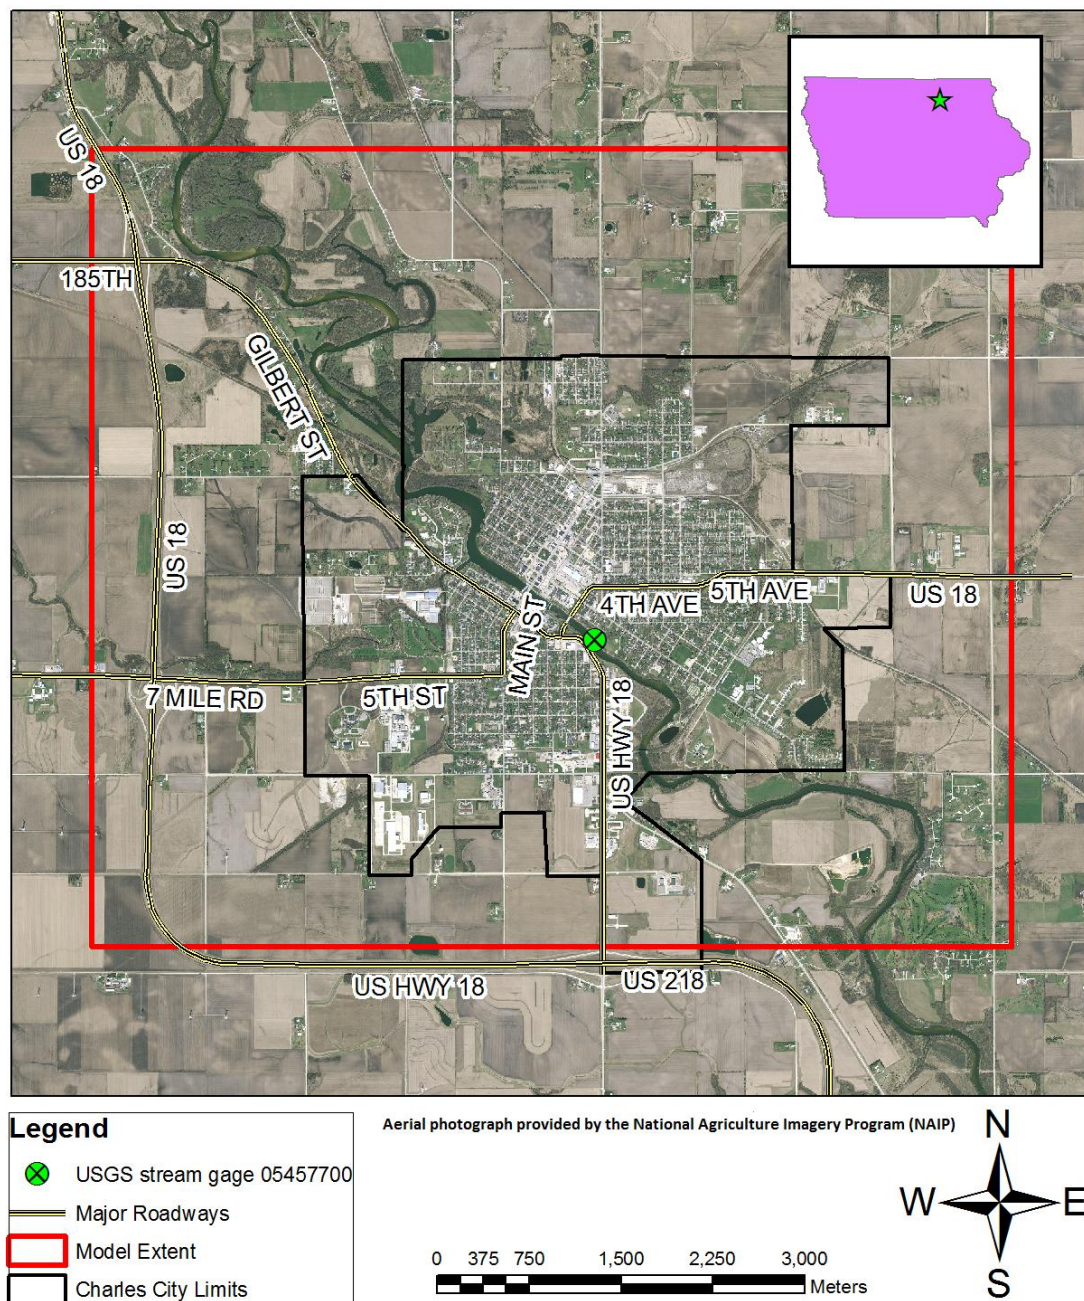 US 18
185TH
GILBERT ST
US 18
4TH AVE
5TH AVE
US 18
MAIN ST
7 MILE RD
5TH ST
US HWY 18
US HWY 18
US 218
Legend
USGS stream gage 05457700
Major Roadways
Model Extent
Charles City Limits
Aerial photograph provided by the National Agriculture Imagery Program (NAIP)
N
W
E
S
0 375 750 1,500 2,250 3,000
Meters